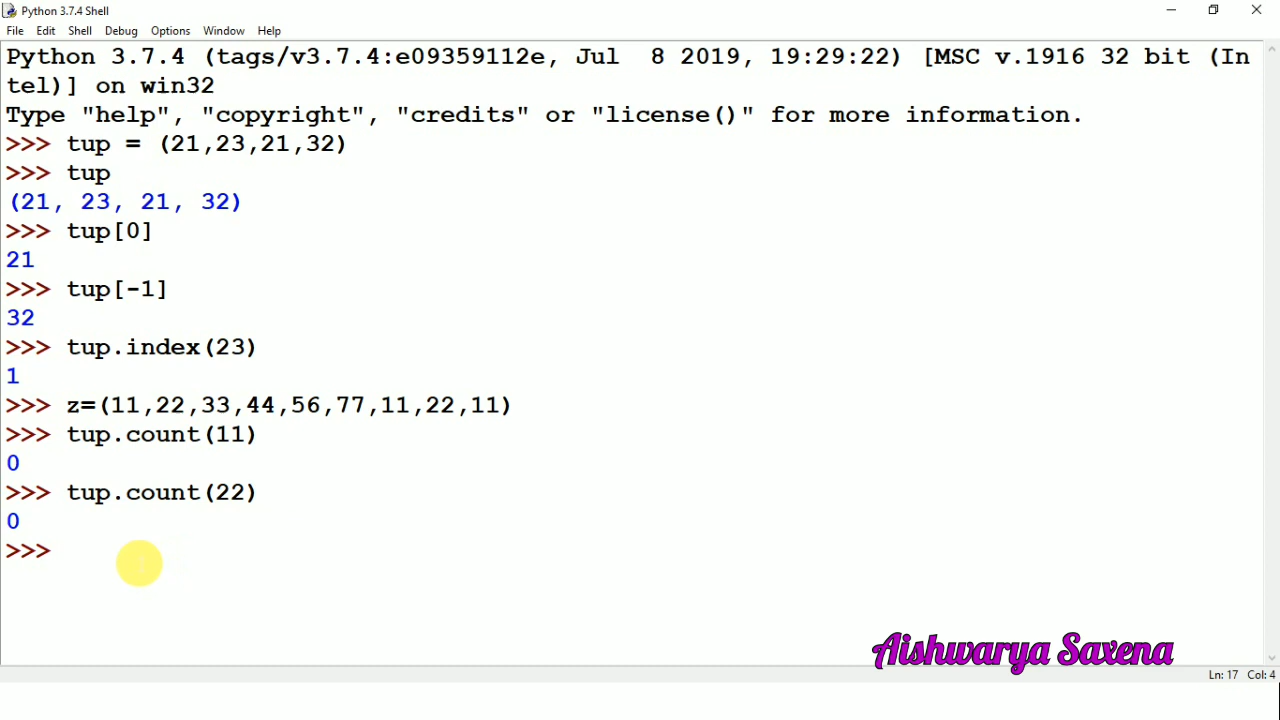 Python 3.7.4 Shell
File Edit Shell Debug Options Window Help
Python 3.7.4 (tags/v3.7.4:e09359112e, Jul  8 2019, 19:29:22) [MSC v.1916 32 bit (In
tel)] on win32
Type "help", "copyright", "credits" or "license()" for more information.
>>> tup = (21,23,21,32)
>>> tup
(21, 23, 21, 32)
>>> tup[0]
21
>>> tup[-1]
32
>>> tup.index(23)
1
>>> z=(11,22,33,44,56,77,11,22,11)
>>> tup.count(11)
0
>>> tup.count(22)
0
>>>
Aishwarya Saxena
Ln: 17 Col: 4